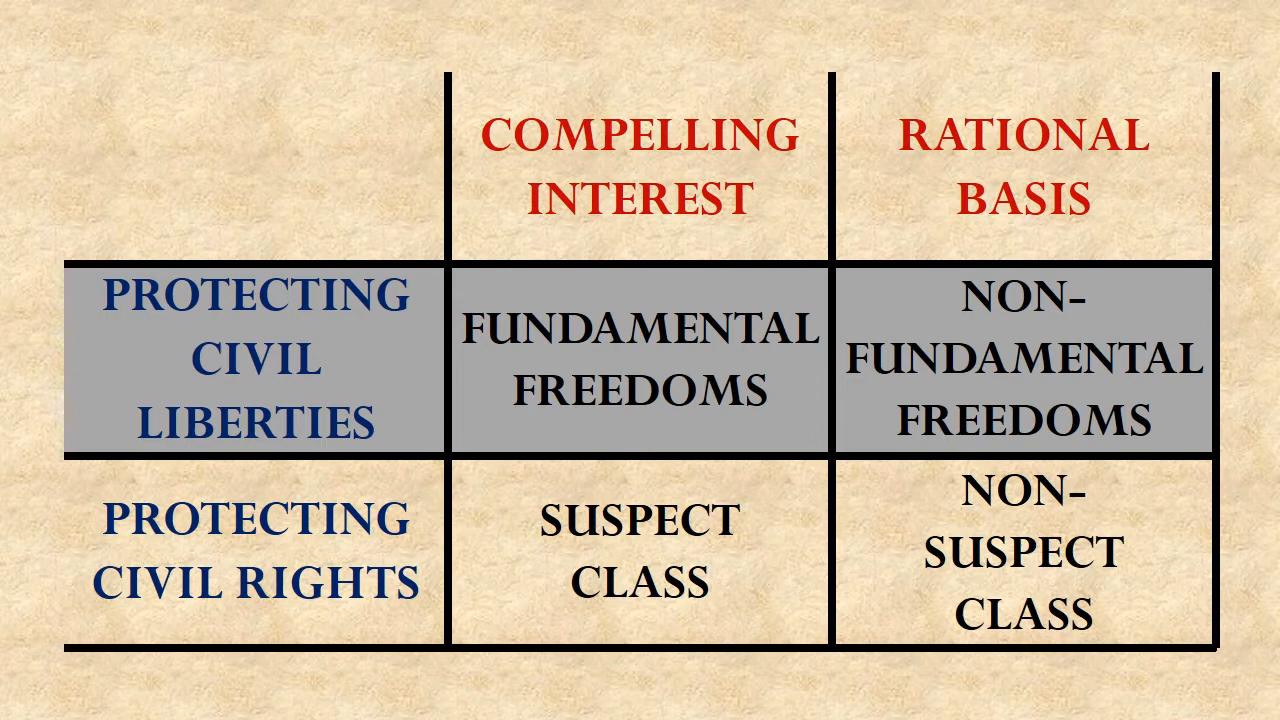 COMPELLING
INTEREST
RATIONAL
BASIS
PROTECTING
CIVIL
LIBERTIES
FUNDAMENTAL
FREEDOMS
NON-
FUNDAMENTAL
FREEDOMS
PROTECTING
CIVIL RIGHTS
SUSPECT
CLASS
NON-
SUSPECT
CLASS